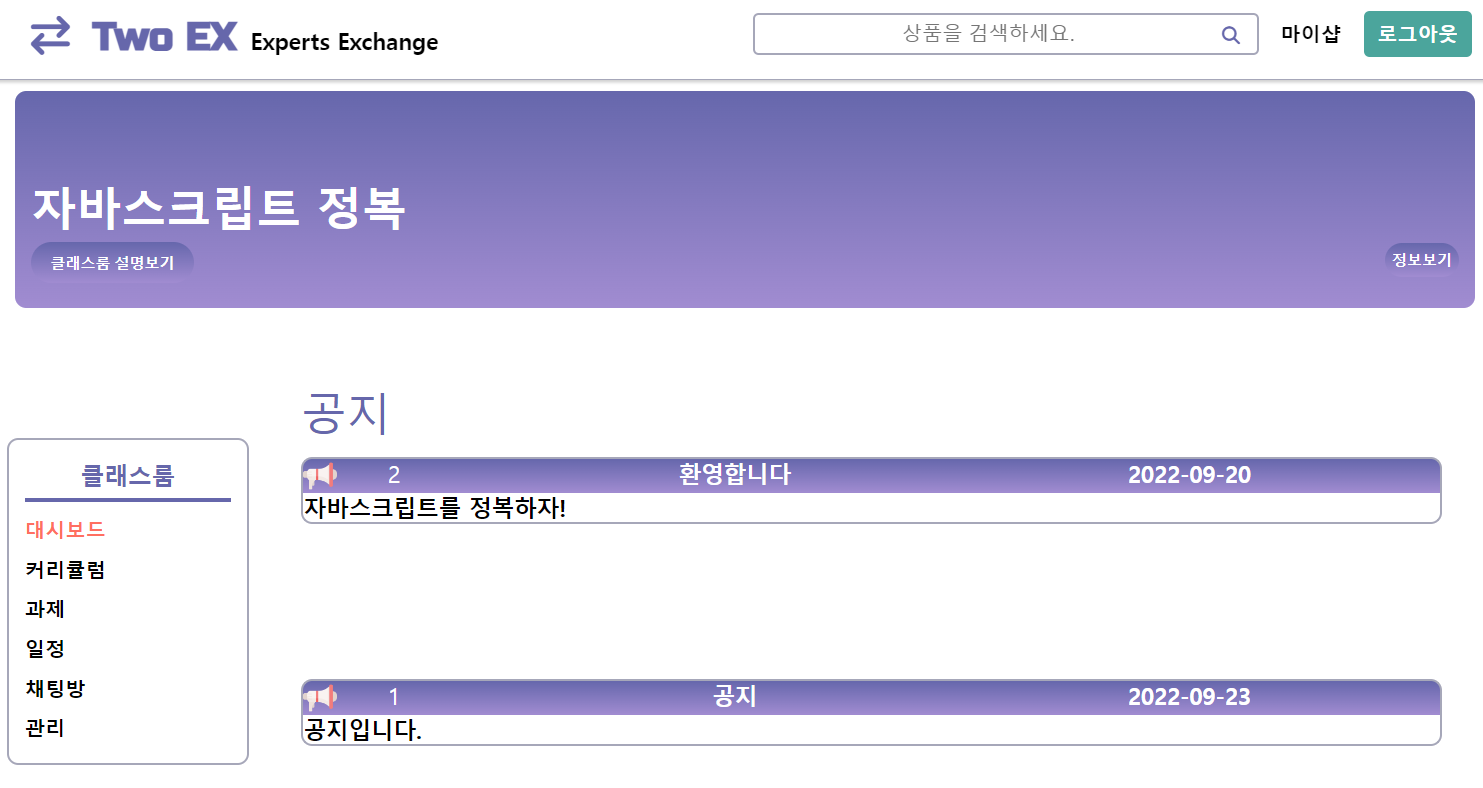 Two EX Experts Exchange
상품을 검색하세요.
마이샵
로그아웃
자바스크립트 정복
클래스룸 설명보기
정보보기
클래스룸
대시보드
커리큘럼
과제
일정
채팅방
관리
공지
2 환영합니다 2022-09-20
자바스크립트를 정복하자!
1 공지 2022-09-23
공지입니다.